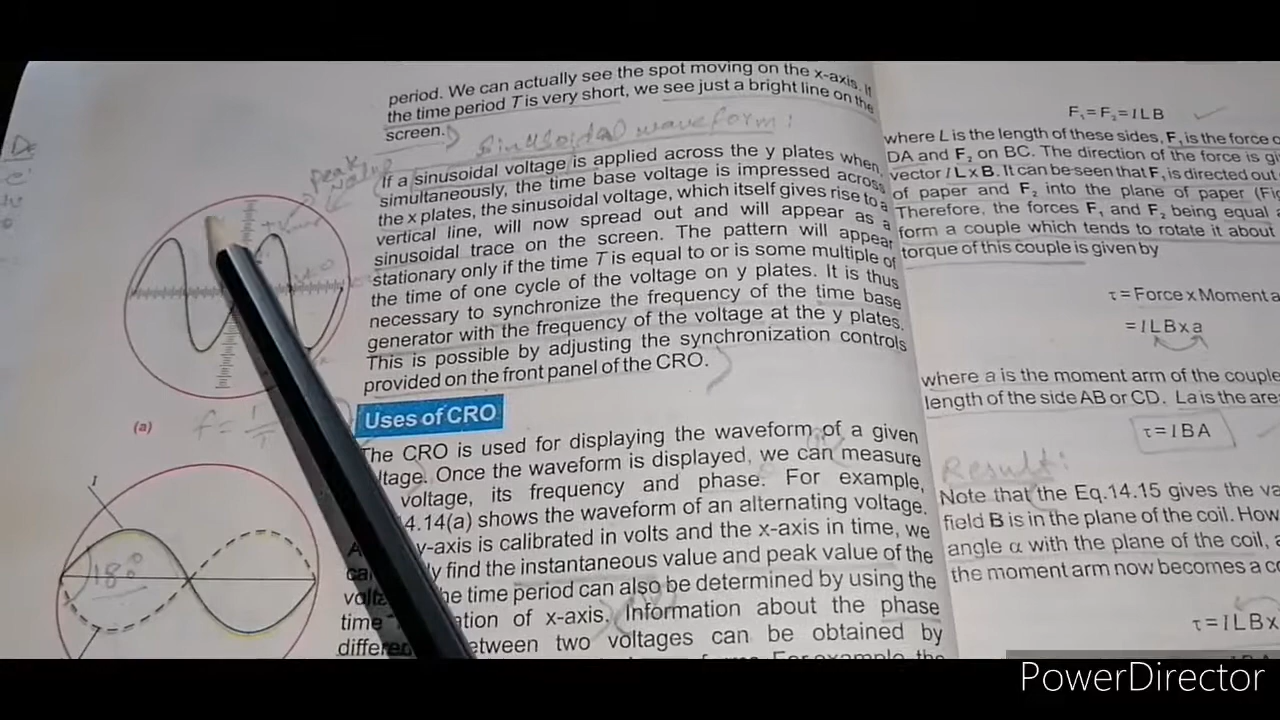 period. We can actually see the spot moving on the x-axis. If
the time period T is very short, we see just a bright line on the
screen.
Sinusoidal waveform:
peak
value
If a sinusoidal voltage is applied across the y plates when,
simultaneously, the time base voltage is impressed across
the x plates, the sinusoidal voltage, which itself gives rise to a
vertical line, will now spread out and will appear as a
sinusoidal trace on the screen. The pattern will appear
stationary only if the time T is equal to or is some multiple of
the time of one cycle of the voltage on y plates. It is thus
necessary to synchronize the frequency of the time base
generator with the frequency of the voltage at the y plates.
This is possible by adjusting the synchronization controls
provided on the front panel of the CRO.
(a)
f = 1/T
Uses of CRO
The CRO is used for displaying the waveform of a given
ltage. Once the waveform is displayed, we can measure
voltage, its frequency and phase. For example,
4.14(a) shows the waveform of an alternating voltage.
y-axis is calibrated in volts and the x-axis in time, we
find the instantaneous value and peak value of the
he time period can also be determined by using the
time ation of x-axis. Information about the phase
between two voltages can be obtained by
I
180°
F₁ = F₂ = ILB
where L is the length of these sides, F₁ is the force
DA and F₂ on BC. The direction of the force is
vector I L x B. It can be seen that F₁ is directed out
of paper and F₂ into the plane of paper
Therefore, the forces F₁ and F₂ being equal
form a couple which tends to rotate it about
torque of this couple is given by
τ = Force x Moment a
= I L B x a
where a is the moment arm of the couple
length of the side AB or CD. La is the are
τ = I B A
Result:
Note that the Eq.14.15 gives the va
field B is in the plane of the coil. How
angle α with the plane of the coil,
the moment arm now becomes a co
τ = I L B x
PowerDirector